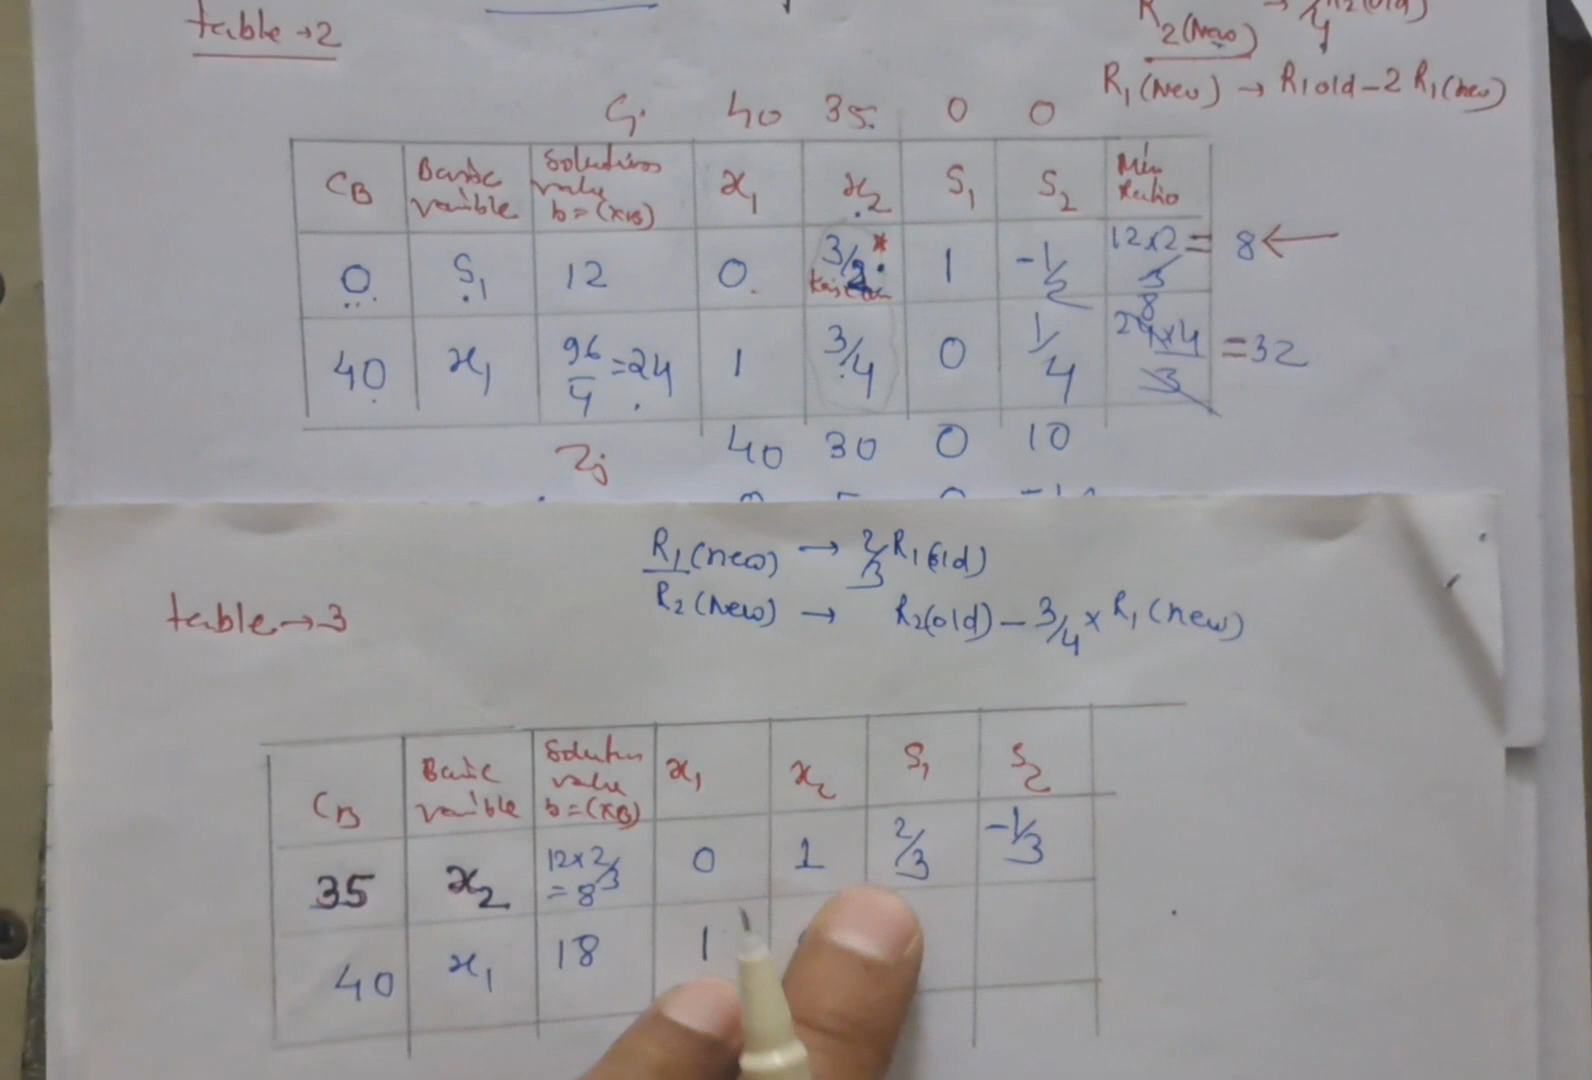 table → 2
R2(New) →
R1(New) → R1old - 2 R1(new)
Cj 40 35 0 0
CB Basic variable Solution value b=(XB) x1 x2 S1 S2 Min Ratio
0 S1 12 0 3/2* 1 -1/2 12×2/3 = 8 ←
40 x1 96/4 = 24 1 3/4 0 1/4 24×4/3 = 32
Zj 40 30 0 10
R1(new) → 2/3 R1(old)
R2(New) → R2(old) - 3/4 × R1(new)
table → 3
CB Basic variable Solution value b=(XB) x1 x2 S1 S2
35 x2 12×2/3 = 8 0 1 2/3 -1/3
40 x1 18 1